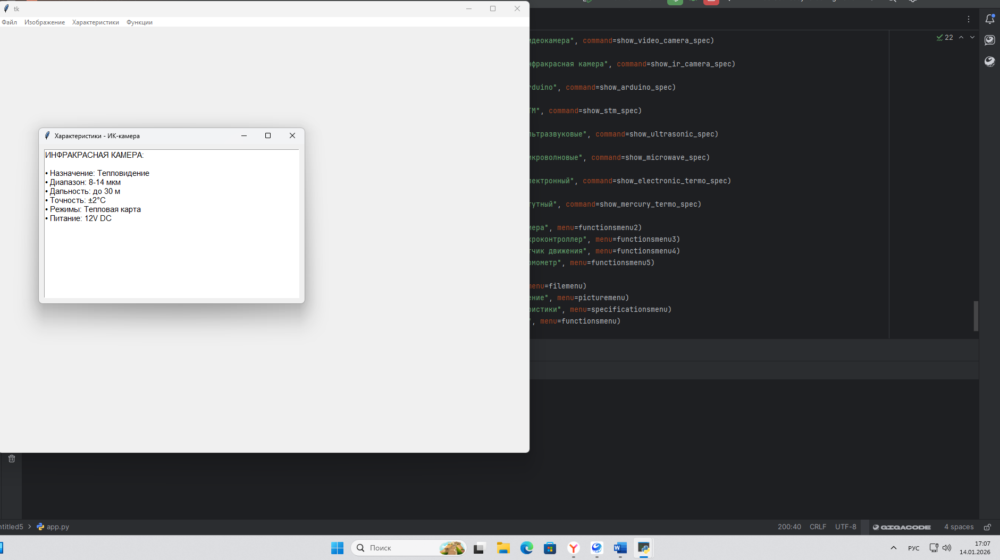 tk
Файл Изображение Характеристики Функции
Характеристики - ИК-камера
ИНФРАКРАСНАЯ КАМЕРА:
• Назначение: Тепловидение
• Диапазон: 8-14 мкм
• Дальность: до 30 м
• Точность: ±2°C
• Режимы: Тепловая карта
• Питание: 12V DC
22
идеокамера", command=show_video_camera_spec)
нфракрасная камера", command=show_ir_camera_spec)
rduino", command=show_arduino_spec)
TM", command=show_stm_spec)
льтразвуковые", command=show_ultrasonic_spec)
икроволновые", command=show_microwave_spec)
лектронный", command=show_electronic_termo_spec)
тутный", command=show_mercury_termo_spec)
мера", menu=functionsmenu2)
кроконтроллер", menu=functionsmenu3)
тчик движения", menu=functionsmenu4)
рмометр", menu=functionsmenu5)
menu=filemenu)
ение", menu=picturemenu)
ристики", menu=specificationsmenu)
", menu=functionsmenu)
ntitled5 > app.py
200:40 CRLF UTF-8 GIGACODE 4 spaces
Поиск
РУС
17:07
14.01.2026